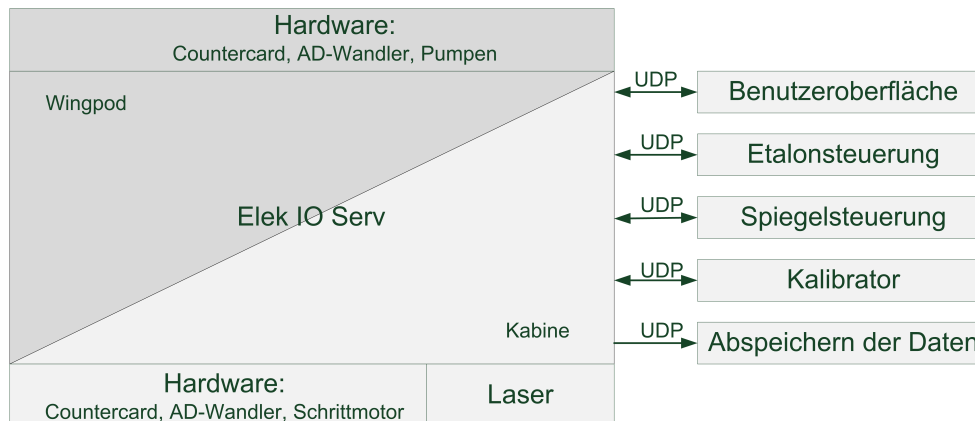 Hardware:
Countercard, AD-Wandler, Pumpen
Wingpod
Elek IO Serv
Kabine
Hardware:
Countercard, AD-Wandler, Schrittmotor
Laser
UDP
Benutzeroberfläche
UDP
Etalonsteuerung
UDP
Spiegelsteuerung
UDP
Kalibrator
UDP
Abspeichern der Daten